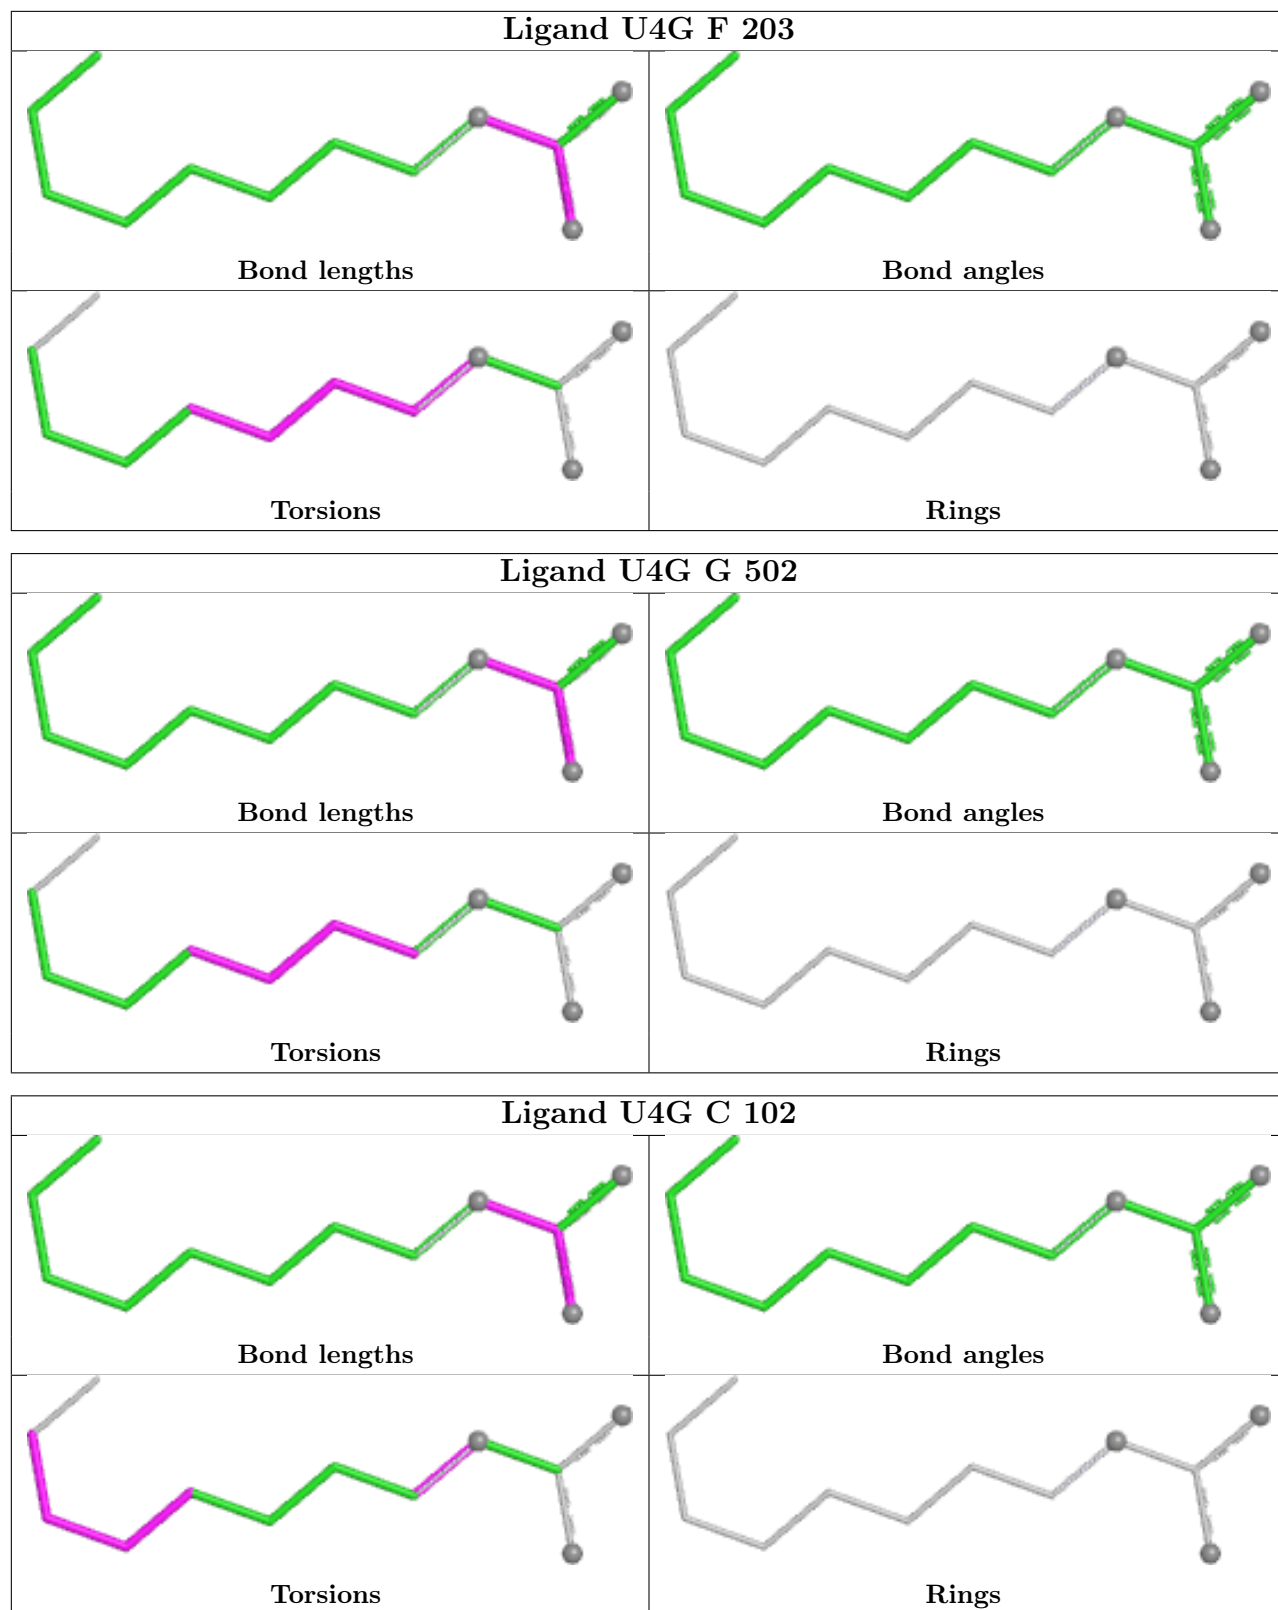 Ligand U4G F 203
Bond lengths
Bond angles
Torsions
Rings
Ligand U4G G 502
Bond lengths
Bond angles
Torsions
Rings
Ligand U4G C 102
Bond lengths
Bond angles
Torsions
Rings